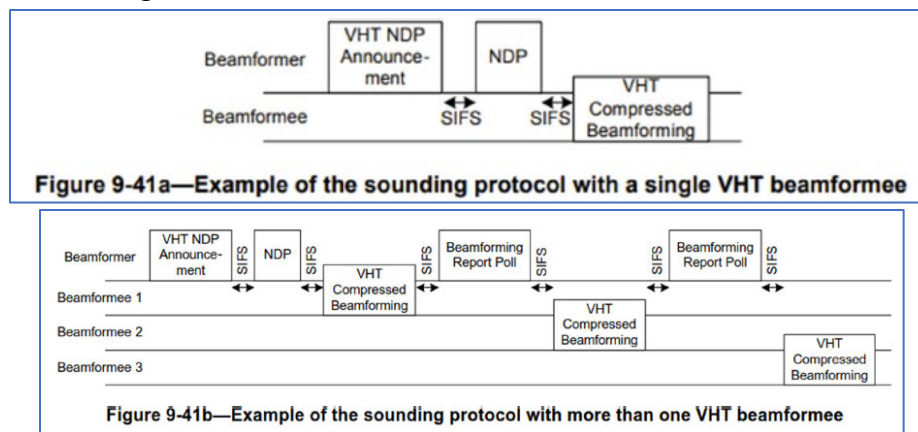 VHT NDP
Announce-
ment
NDP
Beamformer
Beamformee
SIFS
SIFS
VHT
Compressed
Beamforming
Figure 9-41a—Example of the sounding protocol with a single VHT beamformee
Beamformer
VHT NDP
Announce-
ment
SIFS
NDP
SIFS
VHT
Compressed
Beamforming
SIFS
Beamforming
Report Poll
SIFS
VHT
Compressed
Beamforming
SIFS
Beamforming
Report Poll
SIFS
VHT
Compressed
Beamforming
Beamformee 1
Beamformee 2
Beamformee 3
Figure 9-41b—Example of the sounding protocol with more than one VHT beamformee